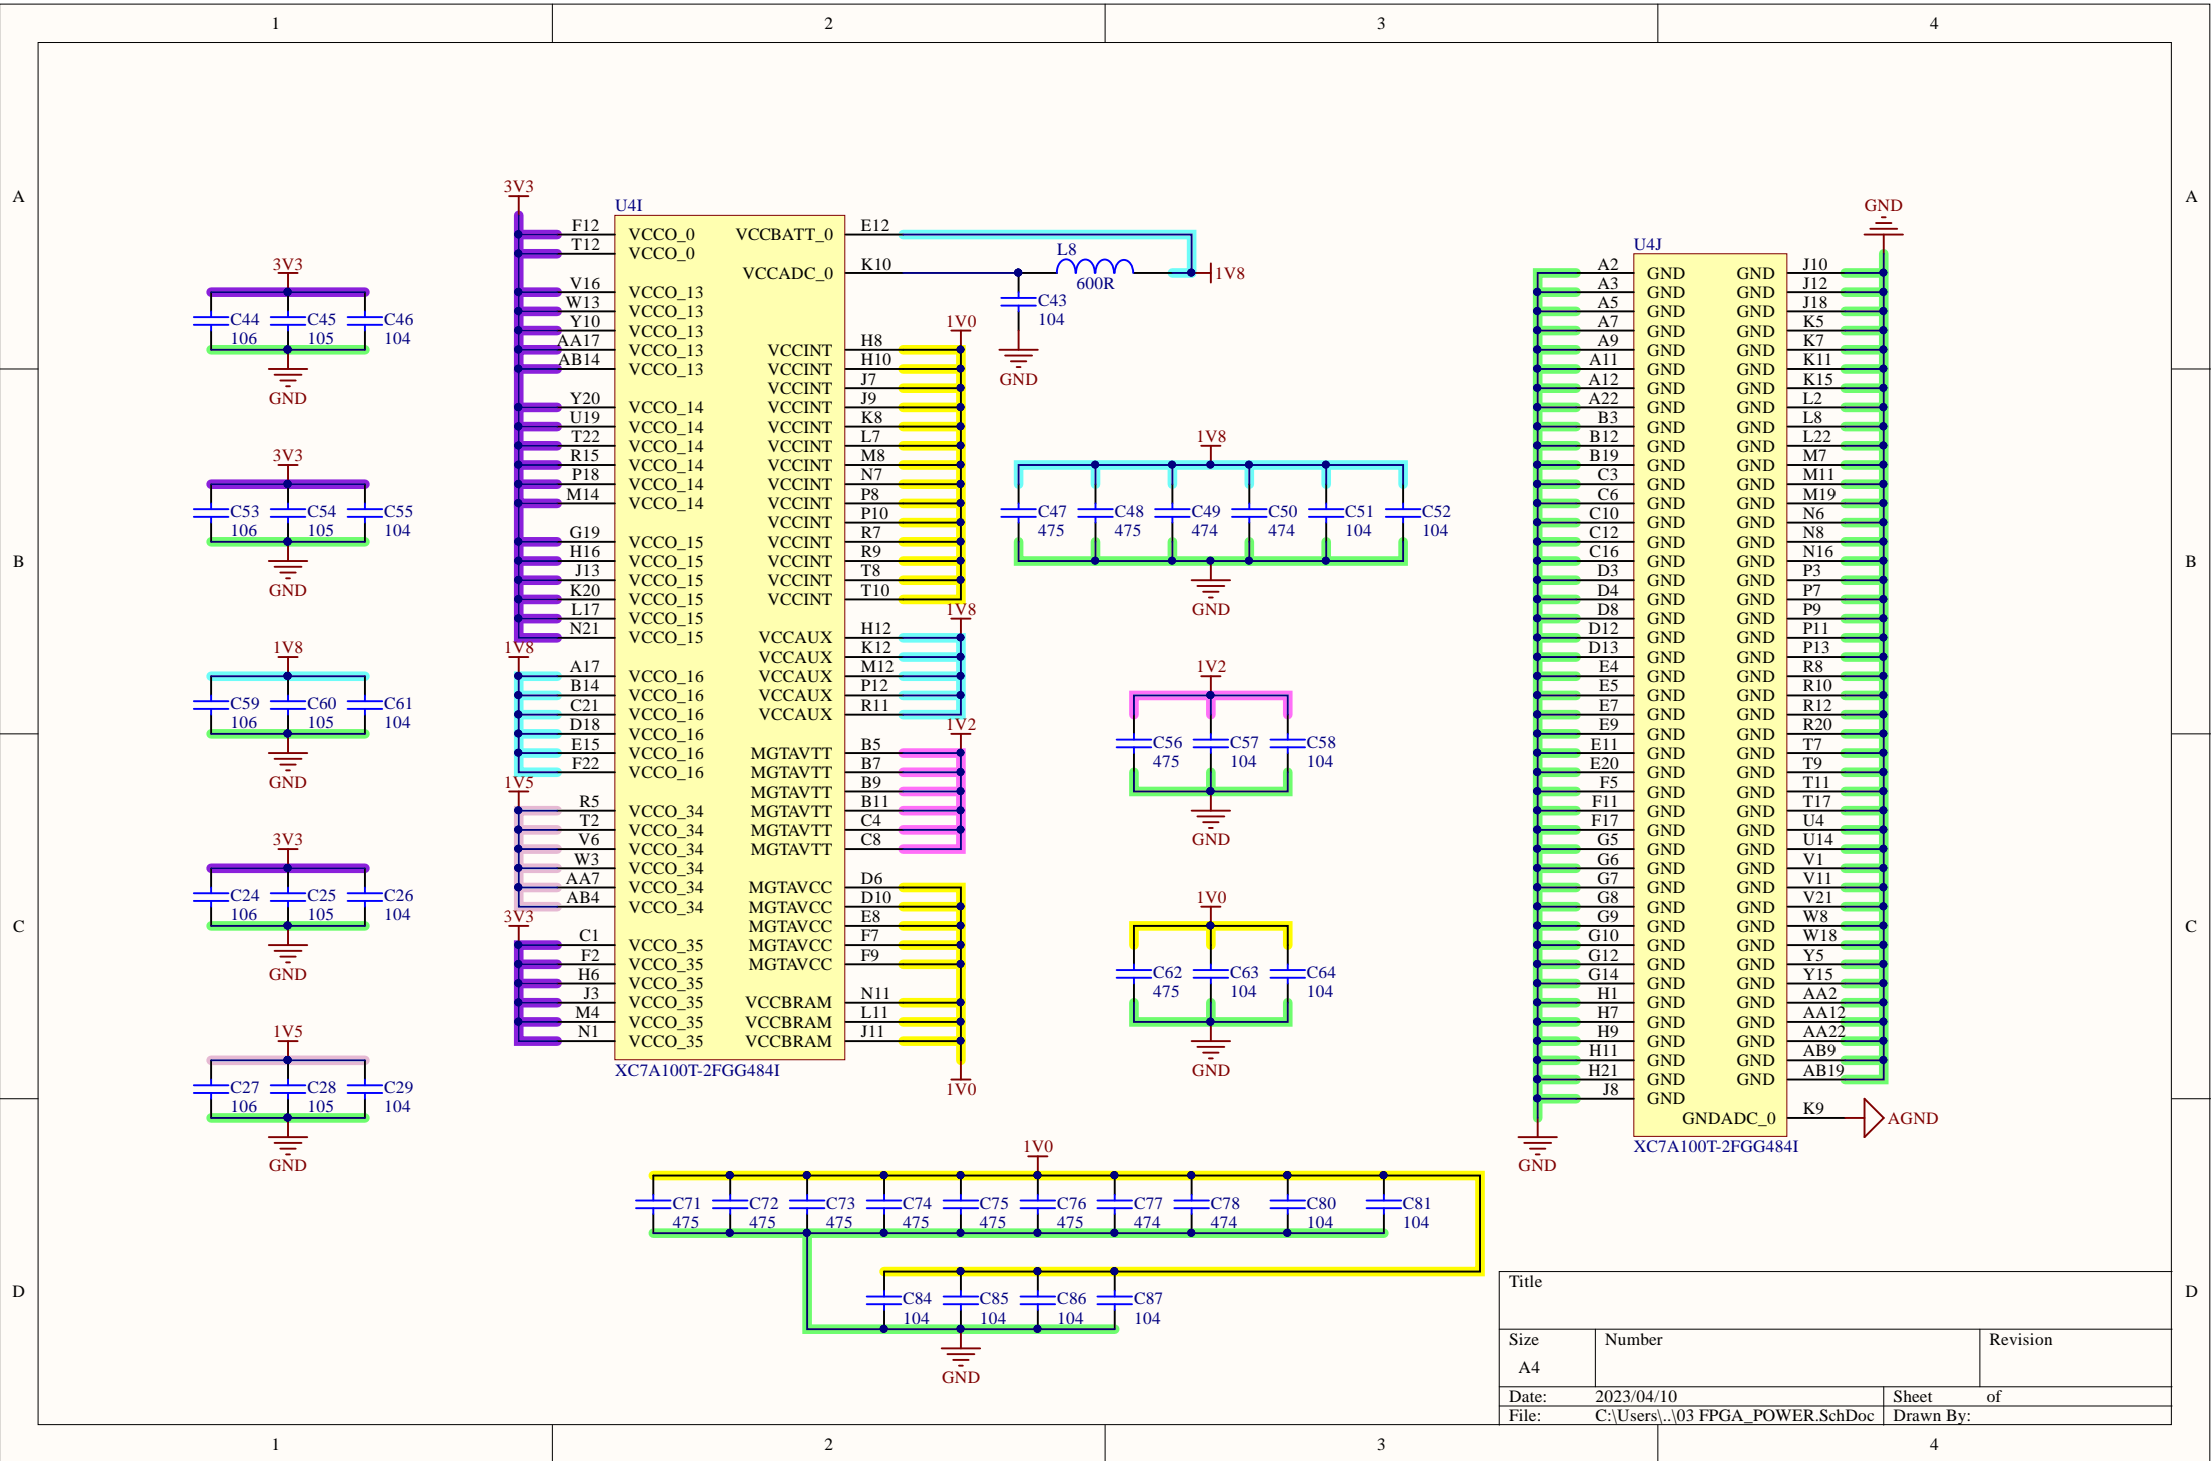 1 2 3 4
A
B
C
D
3V3
C44 C45 C46
106 105 104
GND
3V3
C53 C54 C55
106 105 104
GND
1V8
C59 C60 C61
106 105 104
GND
3V3
C24 C25 C26
106 105 104
GND
1V5
C27 C28 C29
106 105 104
GND
U4I
3V3
F12 VCCO_0
T12 VCCO_0
V16 VCCO_13
W13 VCCO_13
Y10 VCCO_13
AA17 VCCO_13
AB14 VCCO_13
Y20 VCCO_14
U19 VCCO_14
T22 VCCO_14
R15 VCCO_14
P18 VCCO_14
M14 VCCO_14
G19 VCCO_15
H16 VCCO_15
J13 VCCO_15
K20 VCCO_15
L17 VCCO_15
N21 VCCO_15
1V8
A17 VCCO_16
B14 VCCO_16
C21 VCCO_16
D18 VCCO_16
E15 VCCO_16
F22 VCCO_16
1V5
R5 VCCO_34
T2 VCCO_34
V6 VCCO_34
W3 VCCO_34
AA7 VCCO_34
AB4 VCCO_34
3V3
C1 VCCO_35
F2 VCCO_35
H6 VCCO_35
J3 VCCO_35
M4 VCCO_35
N1 VCCO_35
VCCBATT_0 E12
VCCADC_0 K10
L8
600R
1V8
C43
104
GND
1V0
VCCINT H8
VCCINT H10
VCCINT J7
VCCINT J9
VCCINT K8
VCCINT L7
VCCINT M8
VCCINT N7
VCCINT P8
VCCINT P10
VCCINT R7
VCCINT R9
VCCINT T8
VCCINT T10
1V8
VCCAUX H12
VCCAUX K12
VCCAUX M12
VCCAUX P12
VCCAUX R11
1V2
MGTAVTT B5
MGTAVTT B7
MGTAVTT B9
MGTAVTT B11
MGTAVTT C4
MGTAVTT C8
MGTAVCC D6
MGTAVCC D10
MGTAVCC E8
MGTAVCC F7
MGTAVCC F9
VCCBRAM N11
VCCBRAM L11
VCCBRAM J11
1V0
XC7A100T-2FGG484I
1V8
C47 C48 C49 C50 C51 C52
475 475 474 474 104 104
GND
1V2
C56 C57 C58
475 104 104
GND
1V0
C62 C63 C64
475 104 104
GND
1V0
C71 C72 C73 C74 C75 C76 C77 C78 C80 C81
475 475 475 475 475 475 474 474 104 104
C84 C85 C86 C87
104 104 104 104
GND
GND
U4J
A2 GND GND J10
A3 GND GND J12
A5 GND GND J18
A7 GND GND K5
A9 GND GND K7
A11 GND GND K11
A12 GND GND K15
A22 GND GND L2
B3 GND GND L8
B12 GND GND L22
B19 GND GND M7
C3 GND GND M11
C6 GND GND M19
C10 GND GND N6
C12 GND GND N8
C16 GND GND N16
D3 GND GND P3
D4 GND GND P7
D8 GND GND P9
D12 GND GND P11
D13 GND GND P13
E4 GND GND R8
E5 GND GND R10
E7 GND GND R12
E9 GND GND R20
E11 GND GND T7
E20 GND GND T9
F5 GND GND T11
F11 GND GND T17
F17 GND GND U4
G5 GND GND U14
G6 GND GND V1
G7 GND GND V11
G8 GND GND V21
G9 GND GND W8
G10 GND GND W18
G12 GND GND Y5
G14 GND GND Y15
H1 GND GND AA2
H7 GND GND AA12
H9 GND GND AA22
H11 GND GND AB9
H21 GND GND AB19
J8 GND
GNDADC_0 K9 AGND
XC7A100T-2FGG484I
GND
Title
Size Number Revision
A4
Date: 2023/04/10 Sheet of
File: C:\Users\..\03 FPGA_POWER.SchDoc Drawn By:
A
B
C
D
1 2 3 4